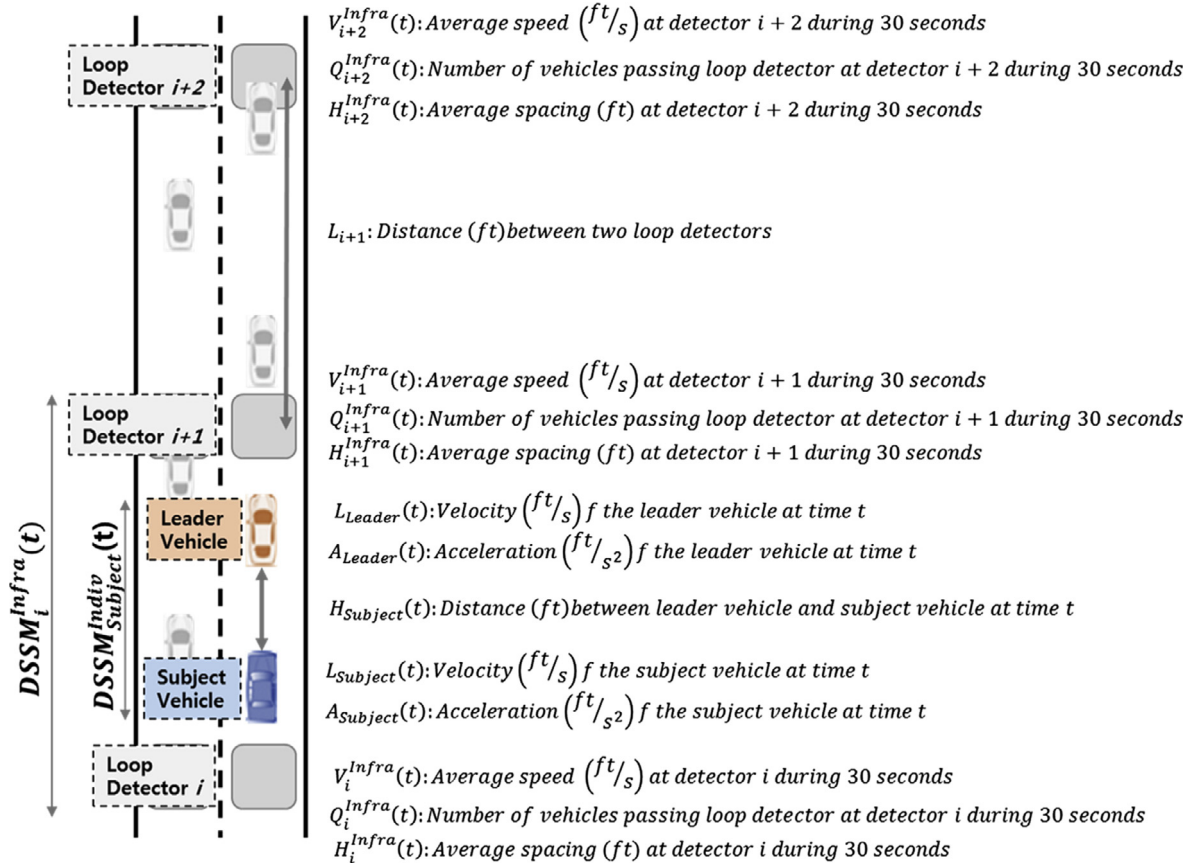 V_{i+2}^{Infra}(t): Average speed (ft/s) at detector i + 2 during 30 seconds
Loop
Detector i+2
Q_{i+2}^{Infra}(t): Number of vehicles passing loop detector at detector i + 2 during 30 seconds
H_{i+2}^{Infra}(t): Average spacing (ft) at detector i + 2 during 30 seconds
L_{i+1}: Distance (ft)between two loop detectors
V_{i+1}^{Infra}(t): Average speed (ft/s) at detector i + 1 during 30 seconds
Loop
Detector i+1
Q_{i+1}^{Infra}(t): Number of vehicles passing loop detector at detector i + 1 during 30 seconds
H_{i+1}^{Infra}(t): Average spacing (ft) at detector i + 1 during 30 seconds
DSSM_i^{Infra}(t)
DSSM_{Subject}^{Indiv}(t)
Leader
Vehicle
L_{Leader}(t): Velocity (ft/s) f the leader vehicle at time t
A_{Leader}(t): Acceleration (ft/s^2) f the leader vehicle at time t
H_{Subject}(t): Distance (ft)between leader vehicle and subject vehicle at time t
Subject
Vehicle
L_{Subject}(t): Velocity (ft/s) f the subject vehicle at time t
A_{Subject}(t): Acceleration (ft/s^2) f the subject vehicle at time t
Loop
Detector i
V_i^{Infra}(t): Average speed (ft/s) at detector i during 30 seconds
Q_i^{Infra}(t): Number of vehicles passing loop detector at detector i during 30 seconds
H_i^{Infra}(t): Average spacing (ft) at detector i during 30 seconds